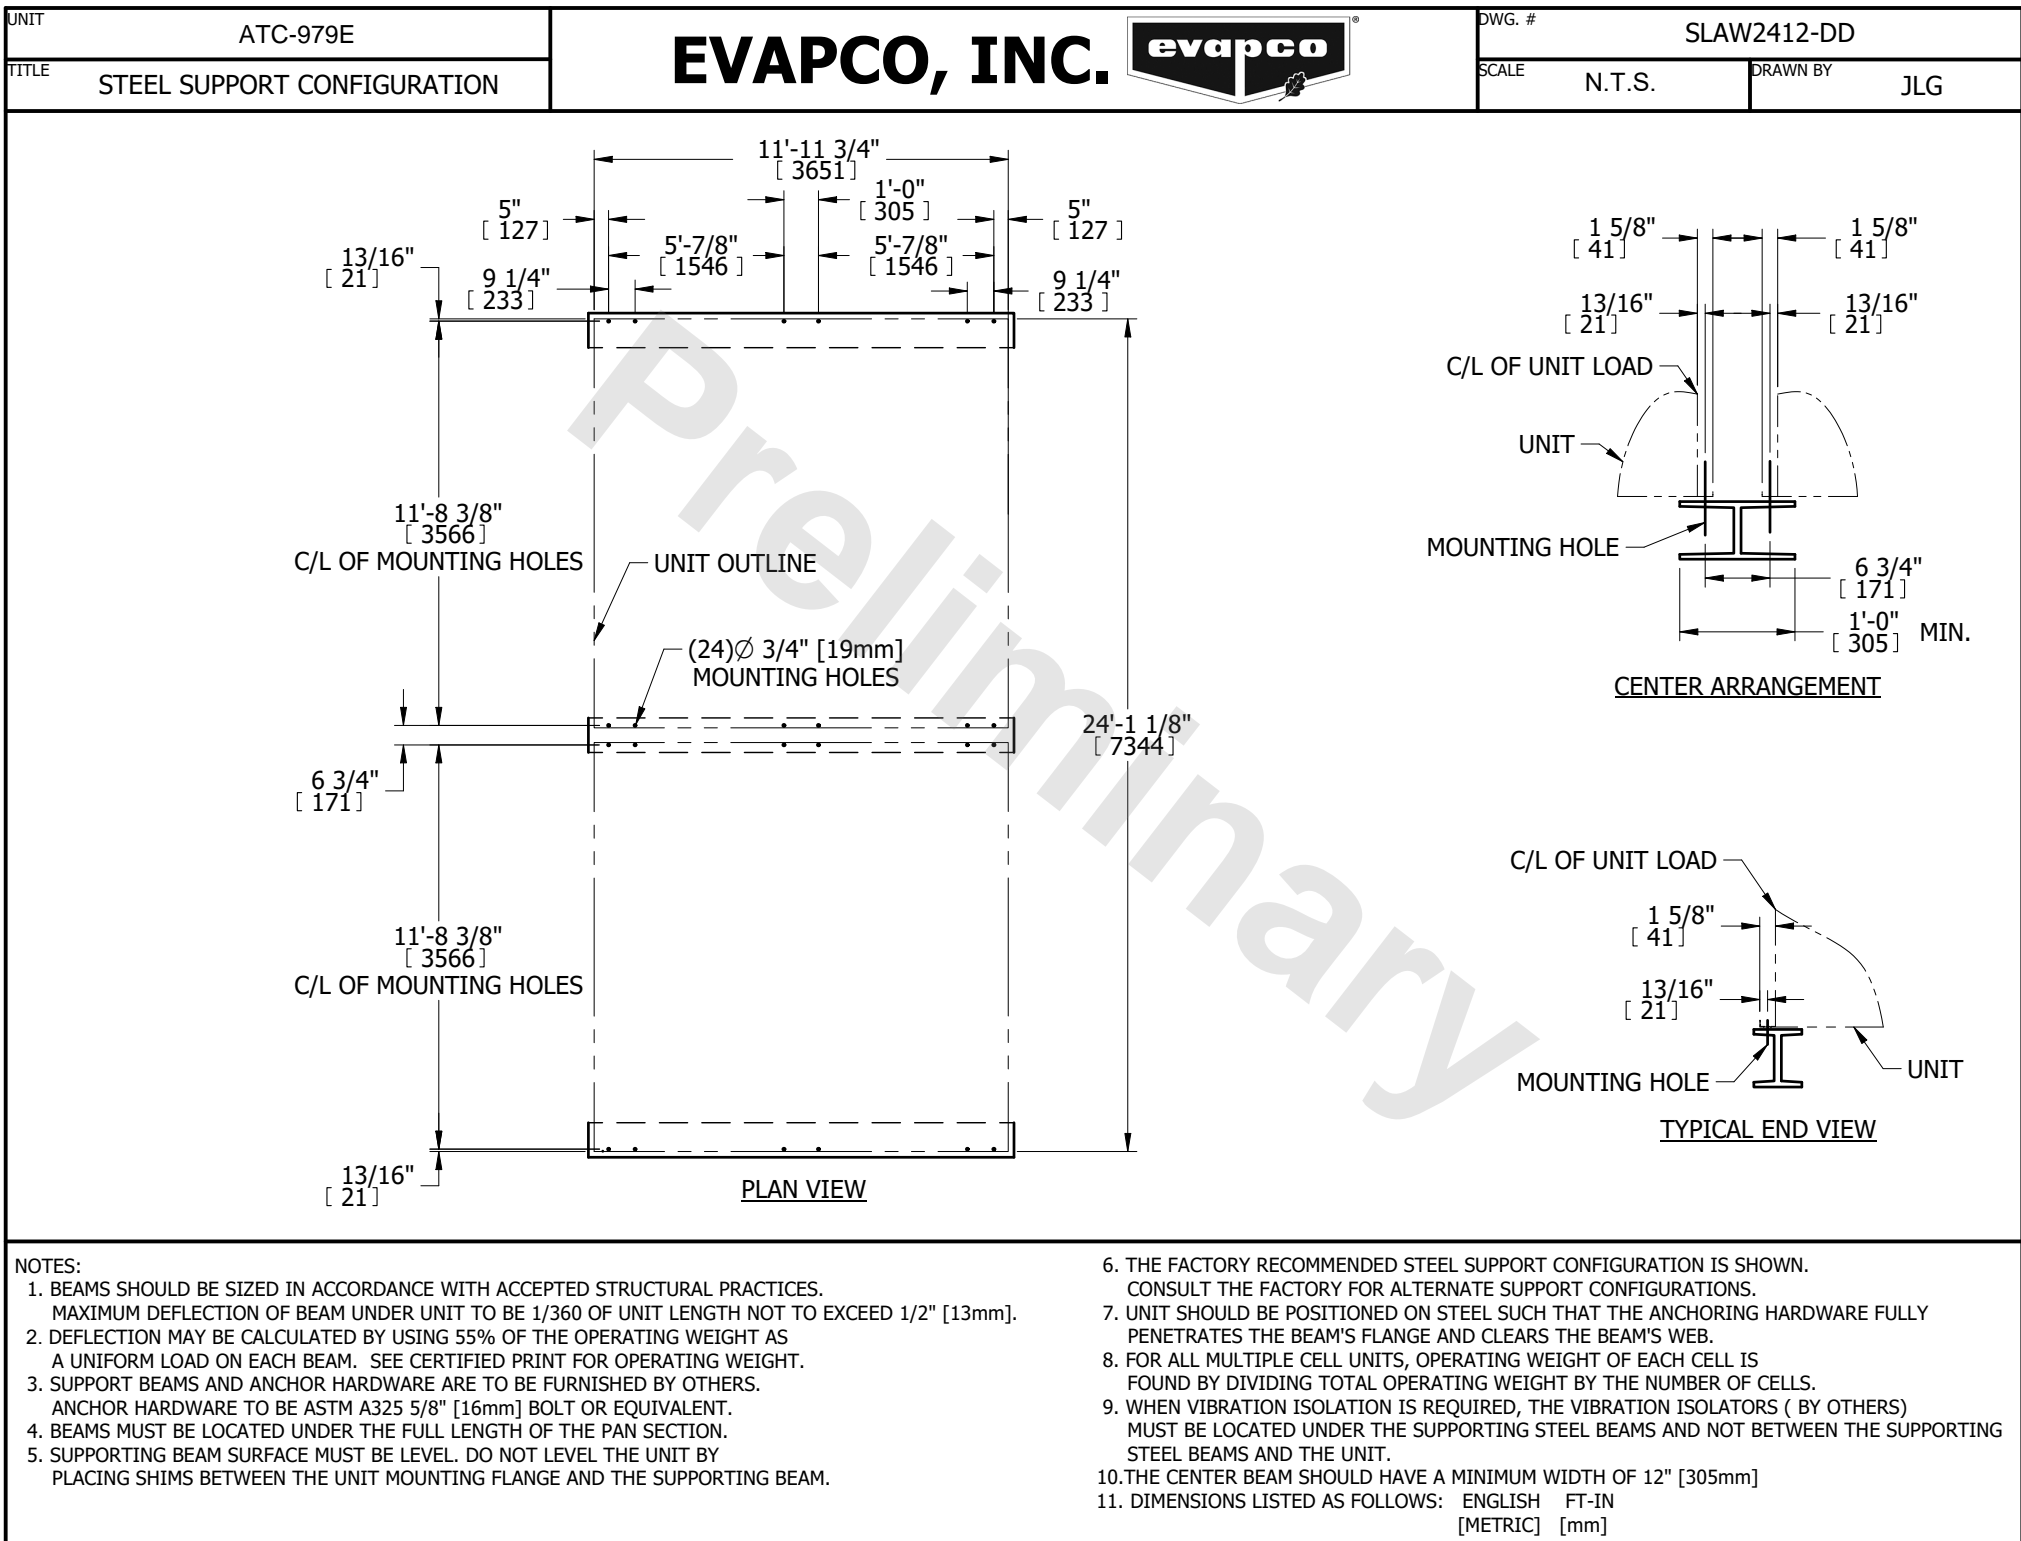 UNIT
ATC-979E
TITLE
STEEL SUPPORT CONFIGURATION
EVAPCO, INC.
evapco
®
DWG. #
SLAW2412-DD
SCALE
N.T.S.
DRAWN BY
JLG
11'-11 3/4"
[ 3651 ]
1'-0"
[ 305 ]
5"
[ 127 ]
5"
[ 127 ]
5'-7/8"
[ 1546 ]
5'-7/8"
[ 1546 ]
13/16"
[ 21 ]
9 1/4"
[ 233 ]
9 1/4"
[ 233 ]
11'-8 3/8"
[ 3566 ]
C/L OF MOUNTING HOLES
UNIT OUTLINE
(24)∅ 3/4" [19mm]
MOUNTING HOLES
24'-1 1/8"
[ 7344 ]
6 3/4"
[ 171 ]
11'-8 3/8"
[ 3566 ]
C/L OF MOUNTING HOLES
13/16"
[ 21 ]
PLAN VIEW
Preliminary
1 5/8"
[ 41 ]
1 5/8"
[ 41 ]
13/16"
[ 21 ]
13/16"
[ 21 ]
C/L OF UNIT LOAD
UNIT
MOUNTING HOLE
6 3/4"
[ 171 ]
1'-0"
[ 305 ] MIN.
CENTER ARRANGEMENT
C/L OF UNIT LOAD
1 5/8"
[ 41 ]
13/16"
[ 21 ]
MOUNTING HOLE
UNIT
TYPICAL END VIEW
NOTES:
1. BEAMS SHOULD BE SIZED IN ACCORDANCE WITH ACCEPTED STRUCTURAL PRACTICES.
MAXIMUM DEFLECTION OF BEAM UNDER UNIT TO BE 1/360 OF UNIT LENGTH NOT TO EXCEED 1/2" [13mm].
2. DEFLECTION MAY BE CALCULATED BY USING 55% OF THE OPERATING WEIGHT AS
A UNIFORM LOAD ON EACH BEAM. SEE CERTIFIED PRINT FOR OPERATING WEIGHT.
3. SUPPORT BEAMS AND ANCHOR HARDWARE ARE TO BE FURNISHED BY OTHERS.
ANCHOR HARDWARE TO BE ASTM A325 5/8" [16mm] BOLT OR EQUIVALENT.
4. BEAMS MUST BE LOCATED UNDER THE FULL LENGTH OF THE PAN SECTION.
5. SUPPORTING BEAM SURFACE MUST BE LEVEL. DO NOT LEVEL THE UNIT BY
PLACING SHIMS BETWEEN THE UNIT MOUNTING FLANGE AND THE SUPPORTING BEAM.
6. THE FACTORY RECOMMENDED STEEL SUPPORT CONFIGURATION IS SHOWN.
CONSULT THE FACTORY FOR ALTERNATE SUPPORT CONFIGURATIONS.
7. UNIT SHOULD BE POSITIONED ON STEEL SUCH THAT THE ANCHORING HARDWARE FULLY
PENETRATES THE BEAM'S FLANGE AND CLEARS THE BEAM'S WEB.
8. FOR ALL MULTIPLE CELL UNITS, OPERATING WEIGHT OF EACH CELL IS
FOUND BY DIVIDING TOTAL OPERATING WEIGHT BY THE NUMBER OF CELLS.
9. WHEN VIBRATION ISOLATION IS REQUIRED, THE VIBRATION ISOLATORS ( BY OTHERS)
MUST BE LOCATED UNDER THE SUPPORTING STEEL BEAMS AND NOT BETWEEN THE SUPPORTING
STEEL BEAMS AND THE UNIT.
10.THE CENTER BEAM SHOULD HAVE A MINIMUM WIDTH OF 12" [305mm]
11. DIMENSIONS LISTED AS FOLLOWS: ENGLISH FT-IN
[METRIC] [mm]